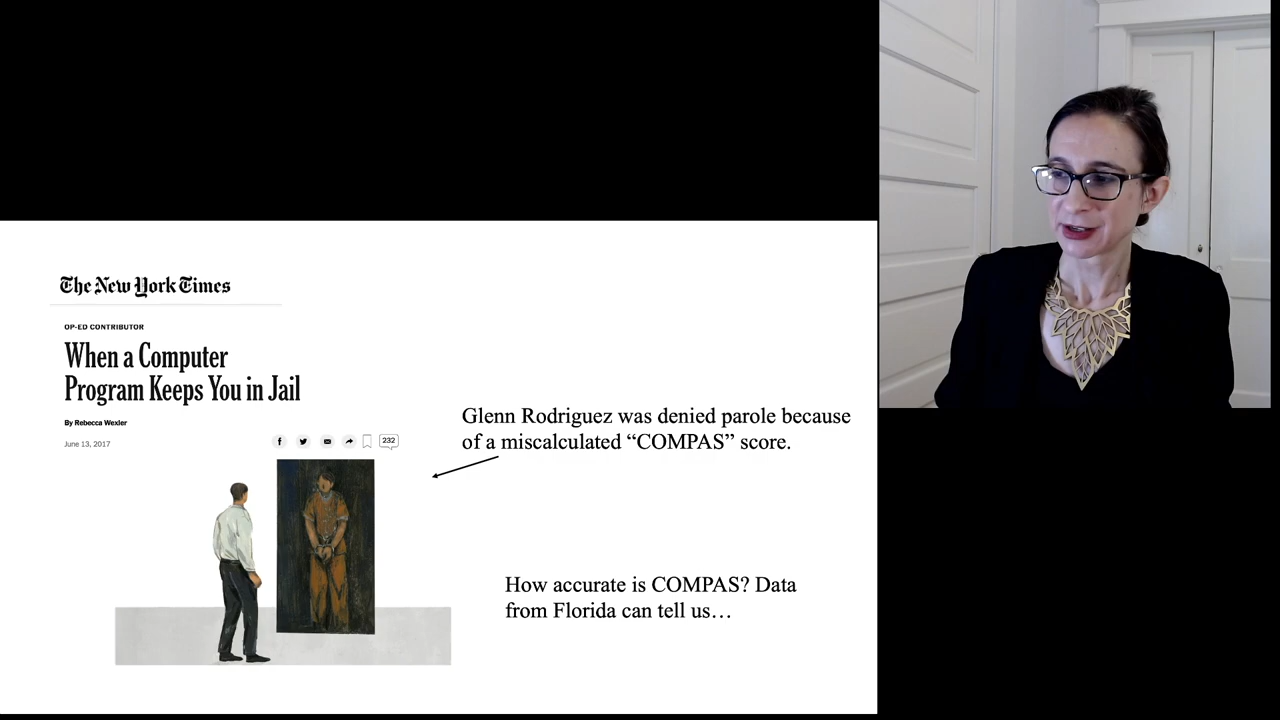 The New York Times
OP-ED CONTRIBUTOR
When a Computer
Program Keeps You in Jail
By Rebecca Wexler
June 13, 2017
232
Glenn Rodriguez was denied parole because
of a miscalculated “COMPAS” score.
How accurate is COMPAS? Data
from Florida can tell us…